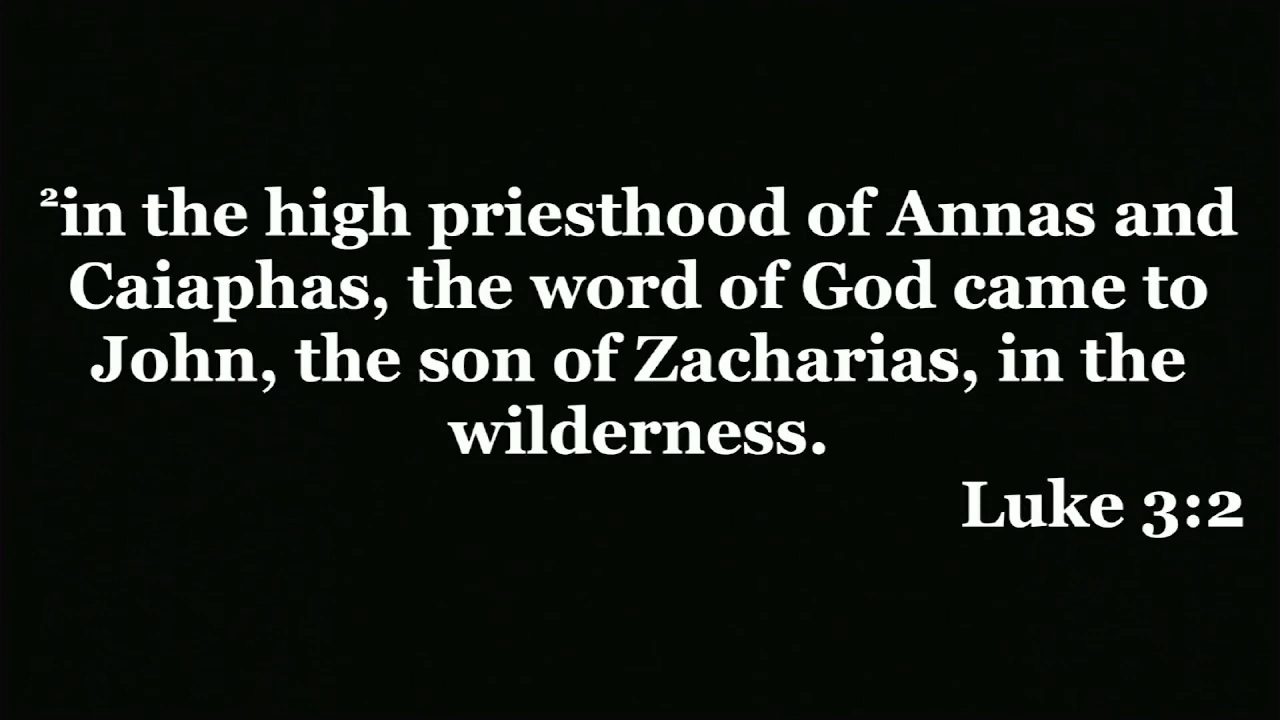 ²in the high priesthood of Annas and
Caiaphas, the word of God came to
John, the son of Zacharias, in the
wilderness.
Luke 3:2